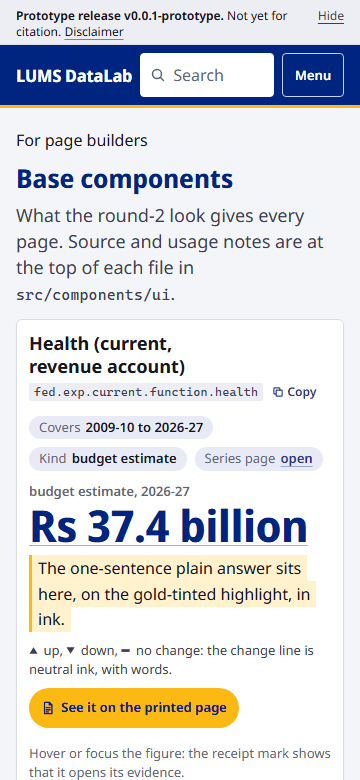 Prototype release v0.0.1-prototype. Not yet for citation. Disclaimer
Hide
LUMS DataLab
Search
Menu
For page builders
Base components
What the round-2 look gives every
page. Source and usage notes are at
the top of each file in
src/components/ui.
Health (current,
revenue account)
fed.exp.current.function.health
Copy
Covers 2009-10 to 2026-27
Kind budget estimate
Series page open
budget estimate, 2026-27
Rs 37.4 billion
The one-sentence plain answer sits
here, on the gold-tinted highlight, in
ink.
▲ up, ▼ down, ━ no change: the change line is
neutral ink, with words.
See it on the printed page
Hover or focus the figure: the receipt mark shows
that it opens its evidence.